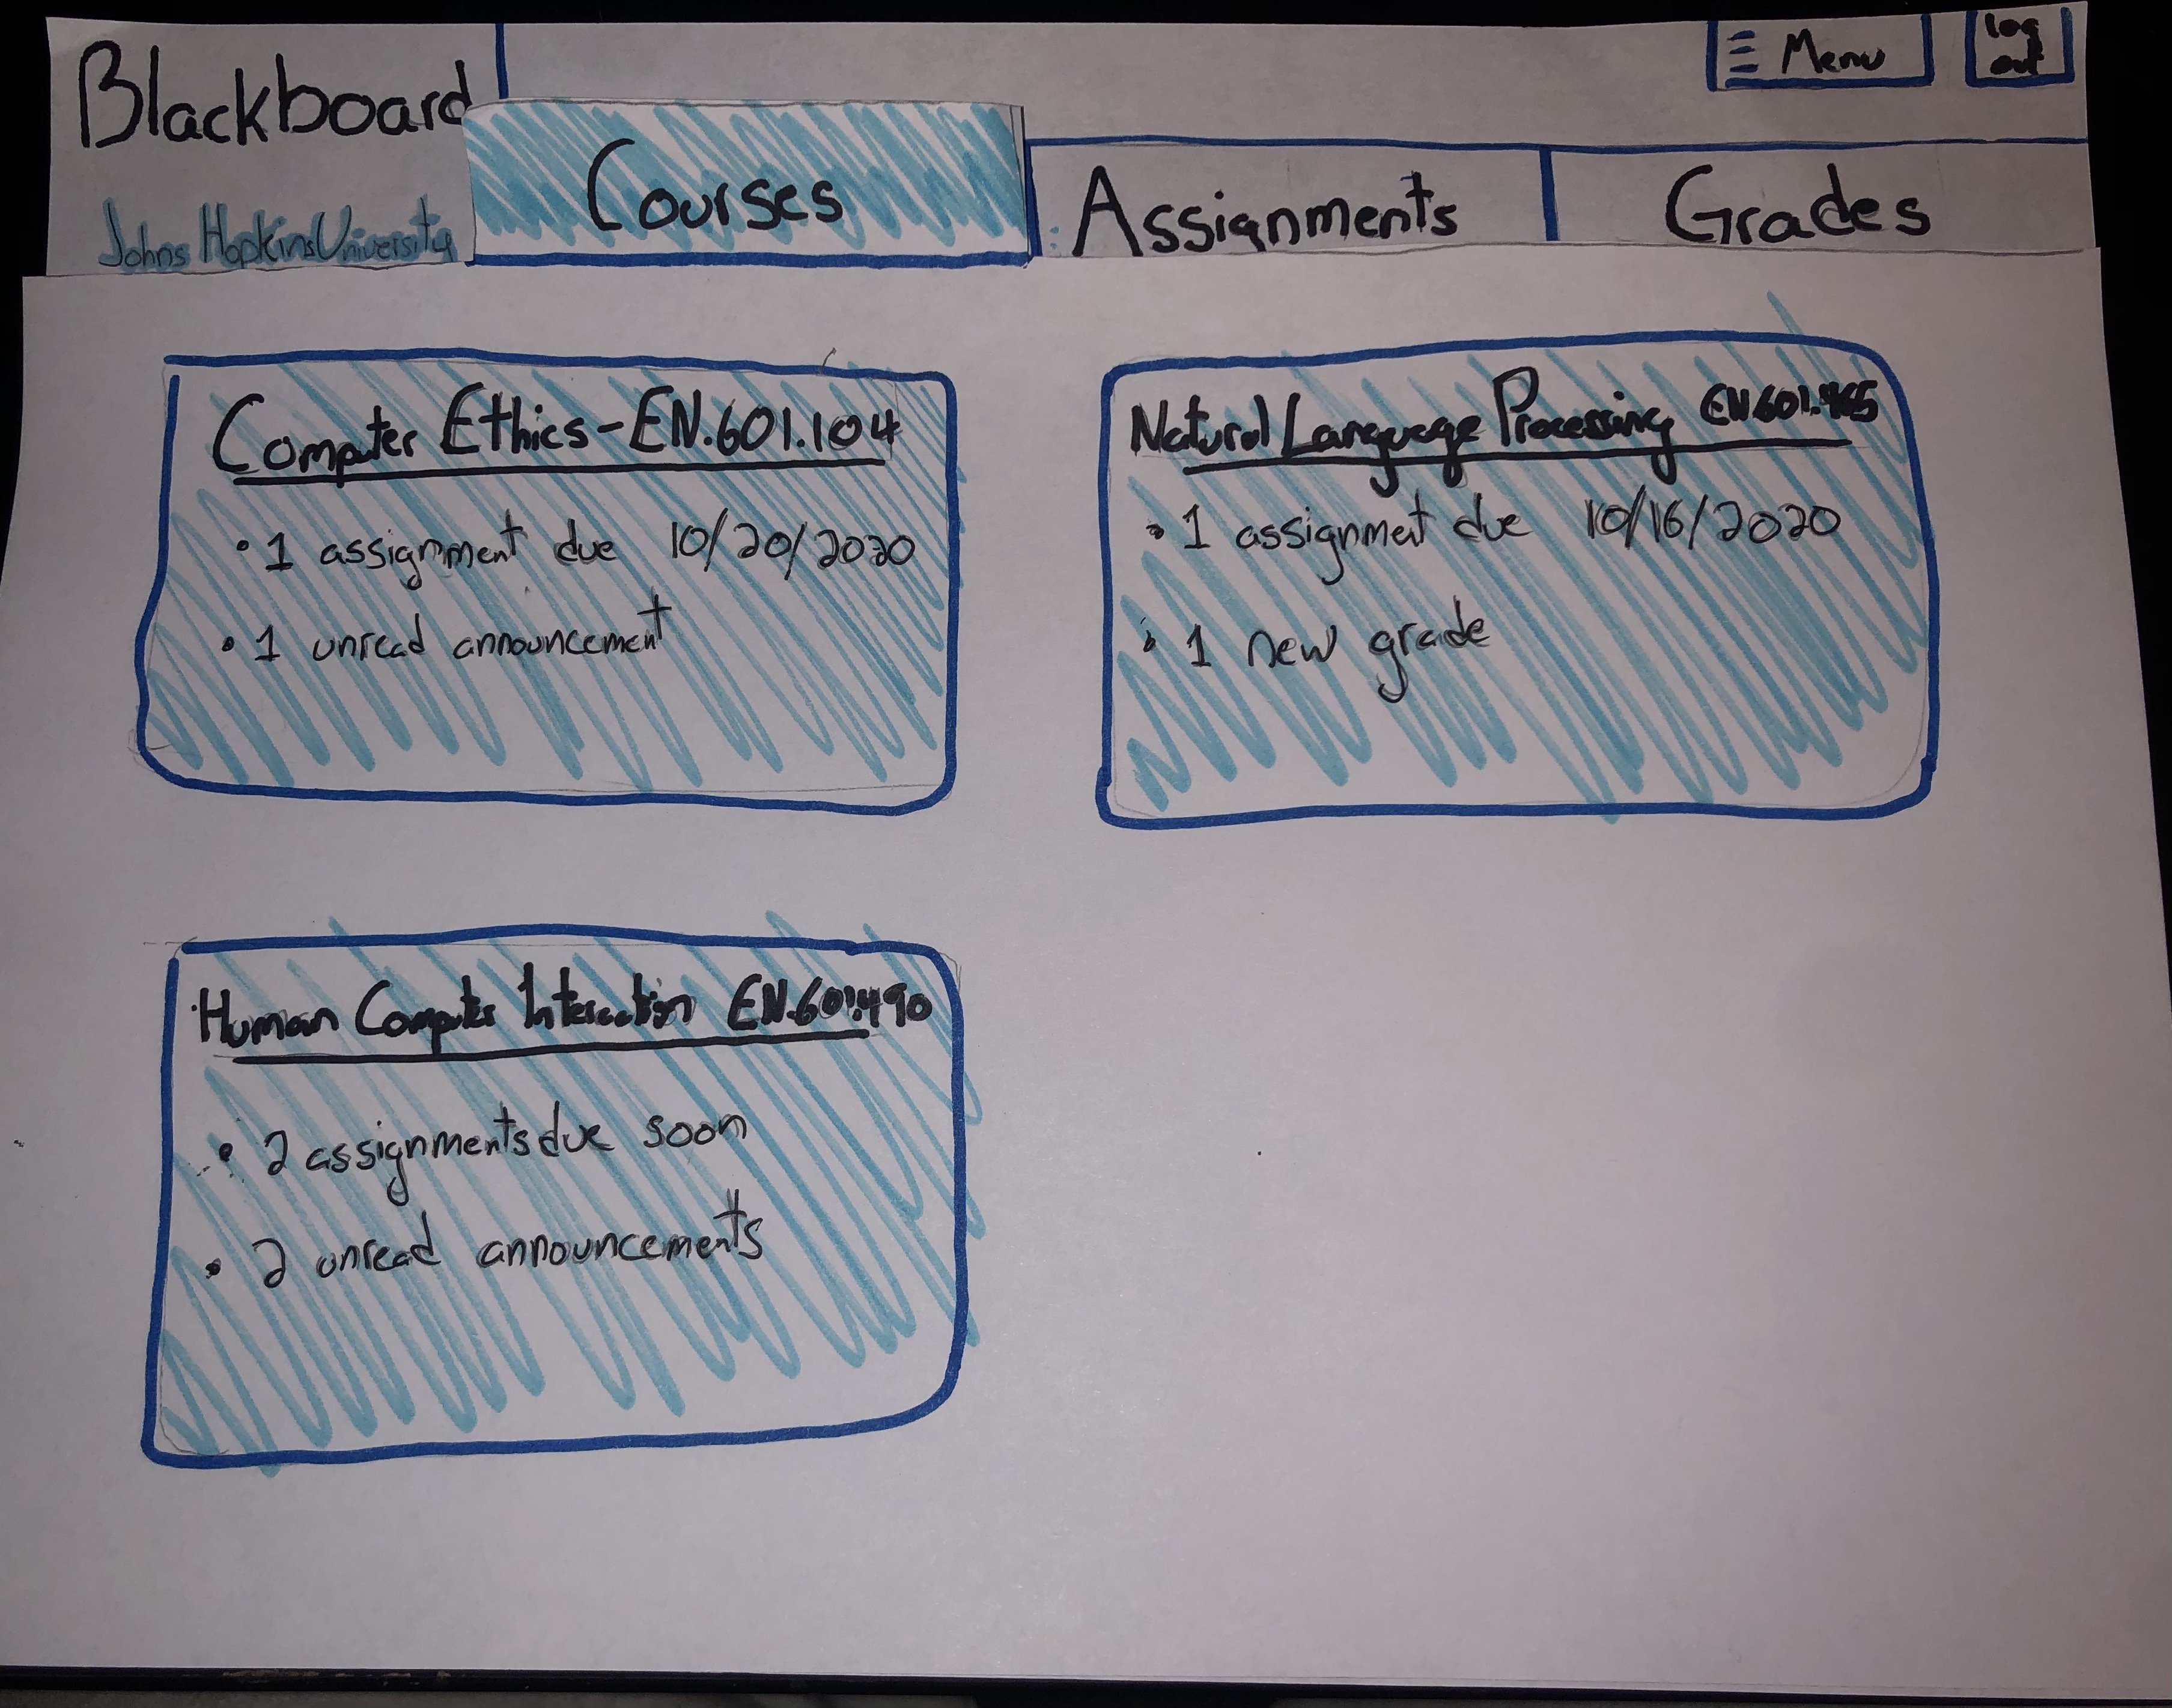 Blackboard
Johns Hopkins University
Menu
log
out
Courses
Assignments
Grades
Computer Ethics - EN.601.104
• 1 assignment due 10/20/2020
• 1 unread announcement
Natural Language Processing EN.601.465
• 1 assignmet due 10/16/2020
• 1 new grade
Human Computer Interaction EN.601.490
• 2 assignments due soon
• 2 unread announcements